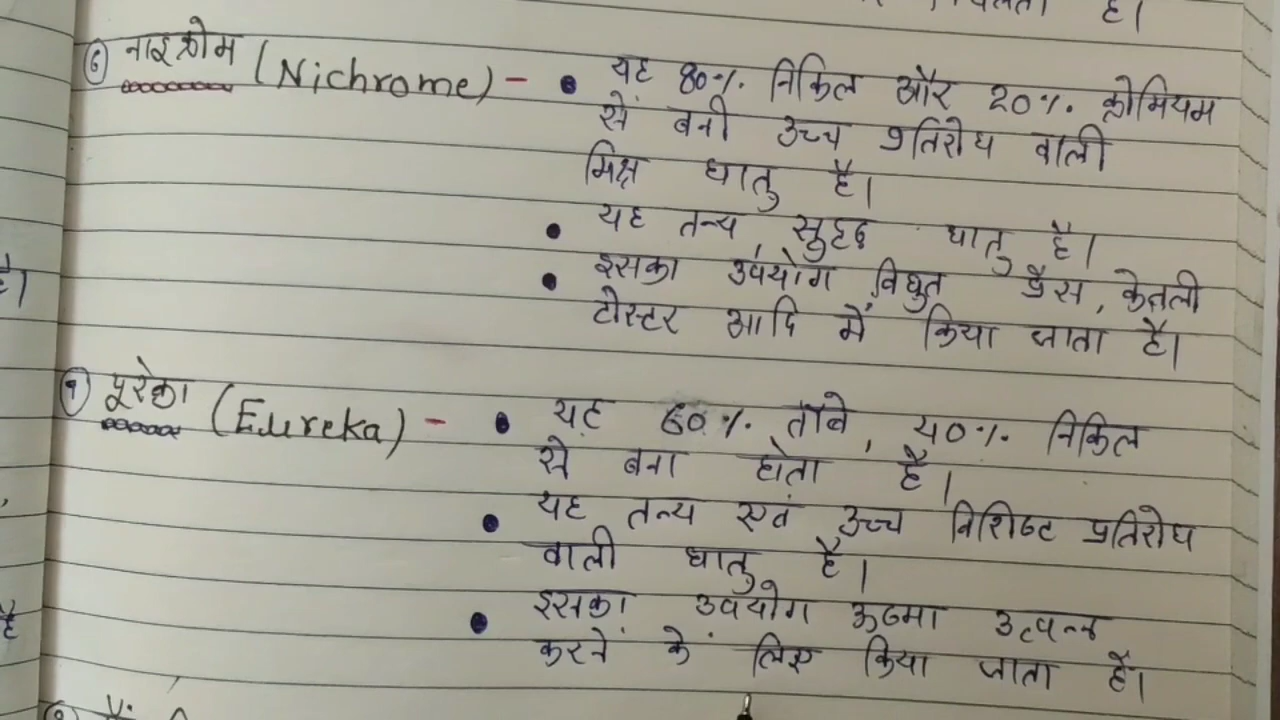 है।
⑥ नाइक्रोम (Nichrome) - • यह 80%. निकिल और 20%. क्रोमियम
से बनी उच्च प्रतिरोध वाली
मिक्ष धातु है।
• यह तन्य, सुहृद धातु है।
• इसका उपयोग विद्युत प्रैस, केतली
टोस्टर आदि में किया जाता है।
यूरेका (Eureka) - • यह 60%. ताँबे, 40%. निकिल
से बना होता है।
• यह तन्य एवं उच्च विशिष्ट प्रतिरोध
वाली धातु है।
• इसका उपयोग ऊष्मा उत्पन्न
करने के लिए किया जाता है।
है।
है